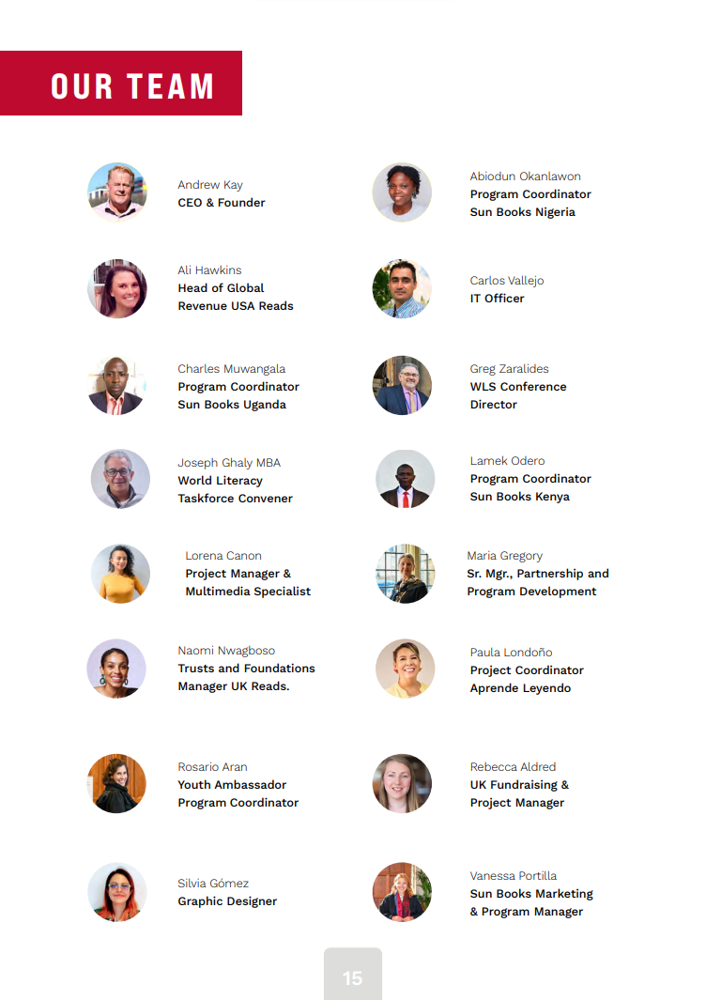 OUR TEAM
Andrew Kay
CEO & Founder
Abiodun Okanlawon
Program Coordinator
Sun Books Nigeria
Ali Hawkins
Head of Global
Revenue USA Reads
Carlos Vallejo
IT Officer
Charles Muwangala
Program Coordinator
Sun Books Uganda
Greg Zaralides
WLS Conference
Director
Joseph Ghaly MBA
World Literacy
Taskforce Convener
Lamek Odero
Program Coordinator
Sun Books Kenya
Lorena Canon
Project Manager &
Multimedia Specialist
Maria Gregory
Sr. Mgr., Partnership and
Program Development
Naomi Nwagboso
Trusts and Foundations
Manager UK Reads.
Paula Londoño
Project Coordinator
Aprende Leyendo
Rosario Aran
Youth Ambassador
Program Coordinator
Rebecca Aldred
UK Fundraising &
Project Manager
Silvia Gómez
Graphic Designer
Vanessa Portilla
Sun Books Marketing
& Program Manager
15